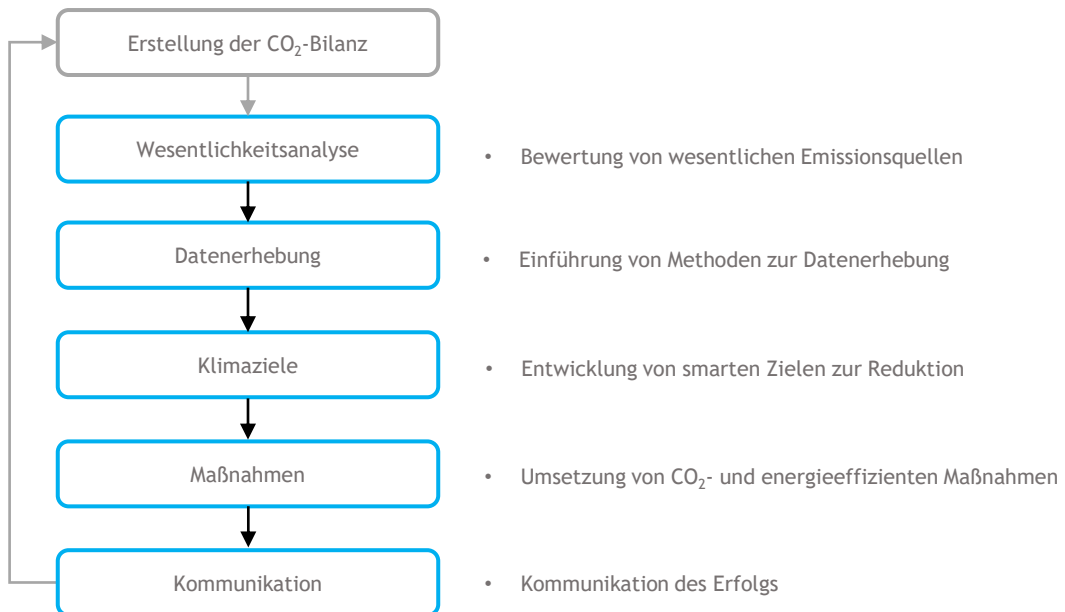 Erstellung der CO₂-Bilanz
Wesentlichkeitsanalyse
• Bewertung von wesentlichen Emissionsquellen
Datenerhebung
• Einführung von Methoden zur Datenerhebung
Klimaziele
• Entwicklung von smarten Zielen zur Reduktion
Maßnahmen
• Umsetzung von CO₂- und energieeffizienten Maßnahmen
Kommunikation
• Kommunikation des Erfolgs